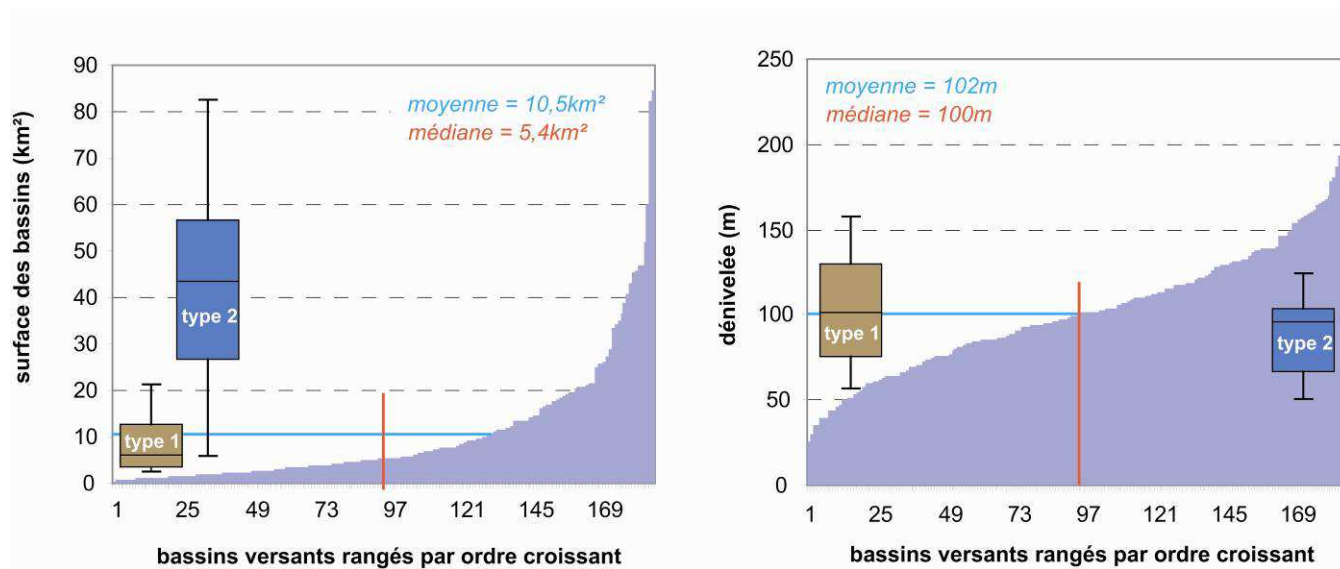 surface des bassins (km²)
90
80
70
60
50
40
30
20
10
0
moyenne = 10,5km²
médiane = 5,4km²
type 2
type 1
1 25 49 73 97 121 145 169
bassins versants rangés par ordre croissant
dénivelée (m)
250
200
150
100
50
0
moyenne = 102m
médiane = 100m
type 1
type 2
1 25 49 73 97 121 145 169
bassins versants rangés par ordre croissant